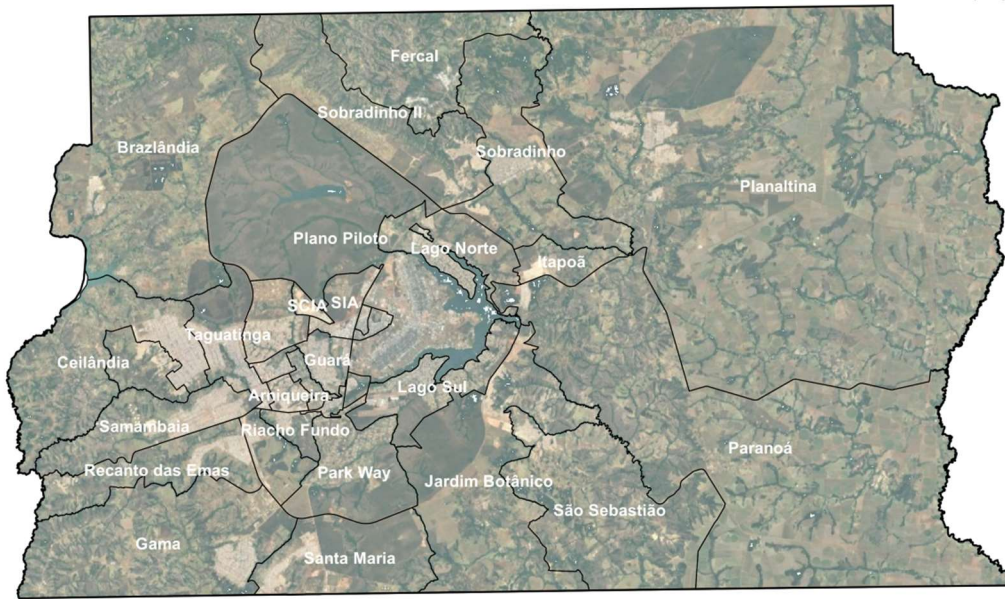 Fercal
Sobradinho II
Brazlândia
Sobradinho
Planaltina
Plano Piloto
Lago Norte
Itapoã
SCIA
SIA
Taguatinga
Ceilândia
Guará
Lago Sul
Arniqueira
Samambaia
Riacho Fundo
Paranoá
Recanto das Emas
Park Way
Jardim Botânico
São Sebastião
Gama
Santa Maria